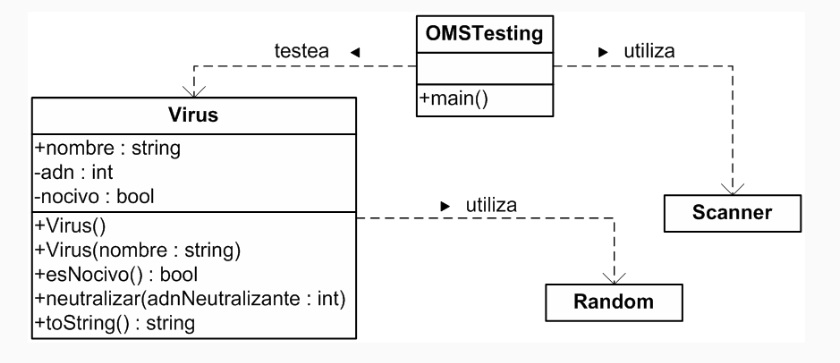 OMSTesting
testea
utiliza
+main()
Virus
+nombre : string
-adn : int
-nocivo : bool
utiliza
Scanner
+Virus()
+Virus(nombre : string)
+esNocivo() : bool
+neutralizar(adnNeutralizante : int)
+toString() : string
Random